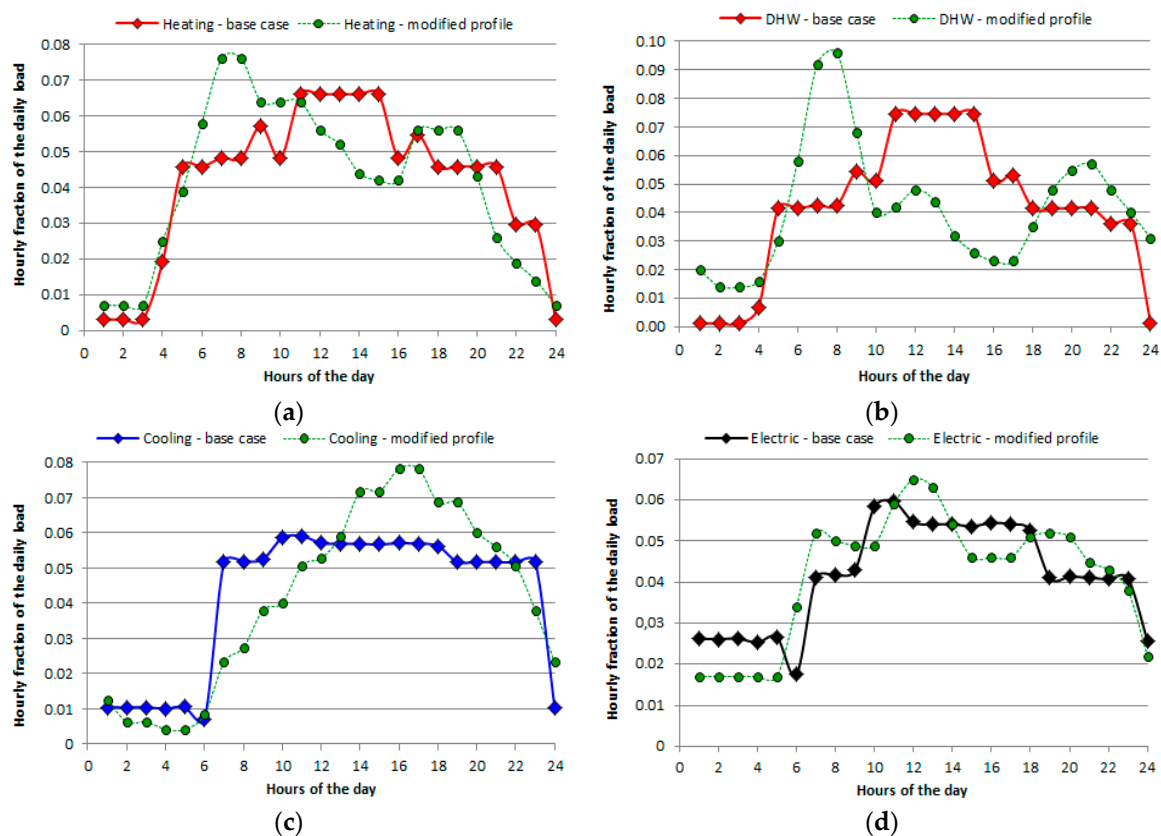 Heating - base case Heating - modified profile
Hourly fraction of the daily load
0.08
0.07
0.06
0.05
0.04
0.03
0.02
0.01
0
0 2 4 6 8 10 12 14 16 18 20 22 24
Hours of the day
(a)
DHW - base case DHW - modified profile
Hourly fraction of the daily load
0.10
0.09
0.08
0.07
0.06
0.05
0.04
0.03
0.02
0.01
0.00
0 2 4 6 8 10 12 14 16 18 20 22 24
Hours of the day
(b)
Cooling - base case Cooling - modified profile
Hourly fraction of the daily load
0.08
0.07
0.06
0.05
0.04
0.03
0.02
0.01
0
0 2 4 6 8 10 12 14 16 18 20 22 24
Hours of the day
(c)
Electric - base case Electric - modified profile
Hourly fraction of the daily load
0.07
0.06
0.05
0.04
0,03
0.02
0.01
0
0 2 4 6 8 10 12 14 16 18 20 22 24
Hours of the day
(d)